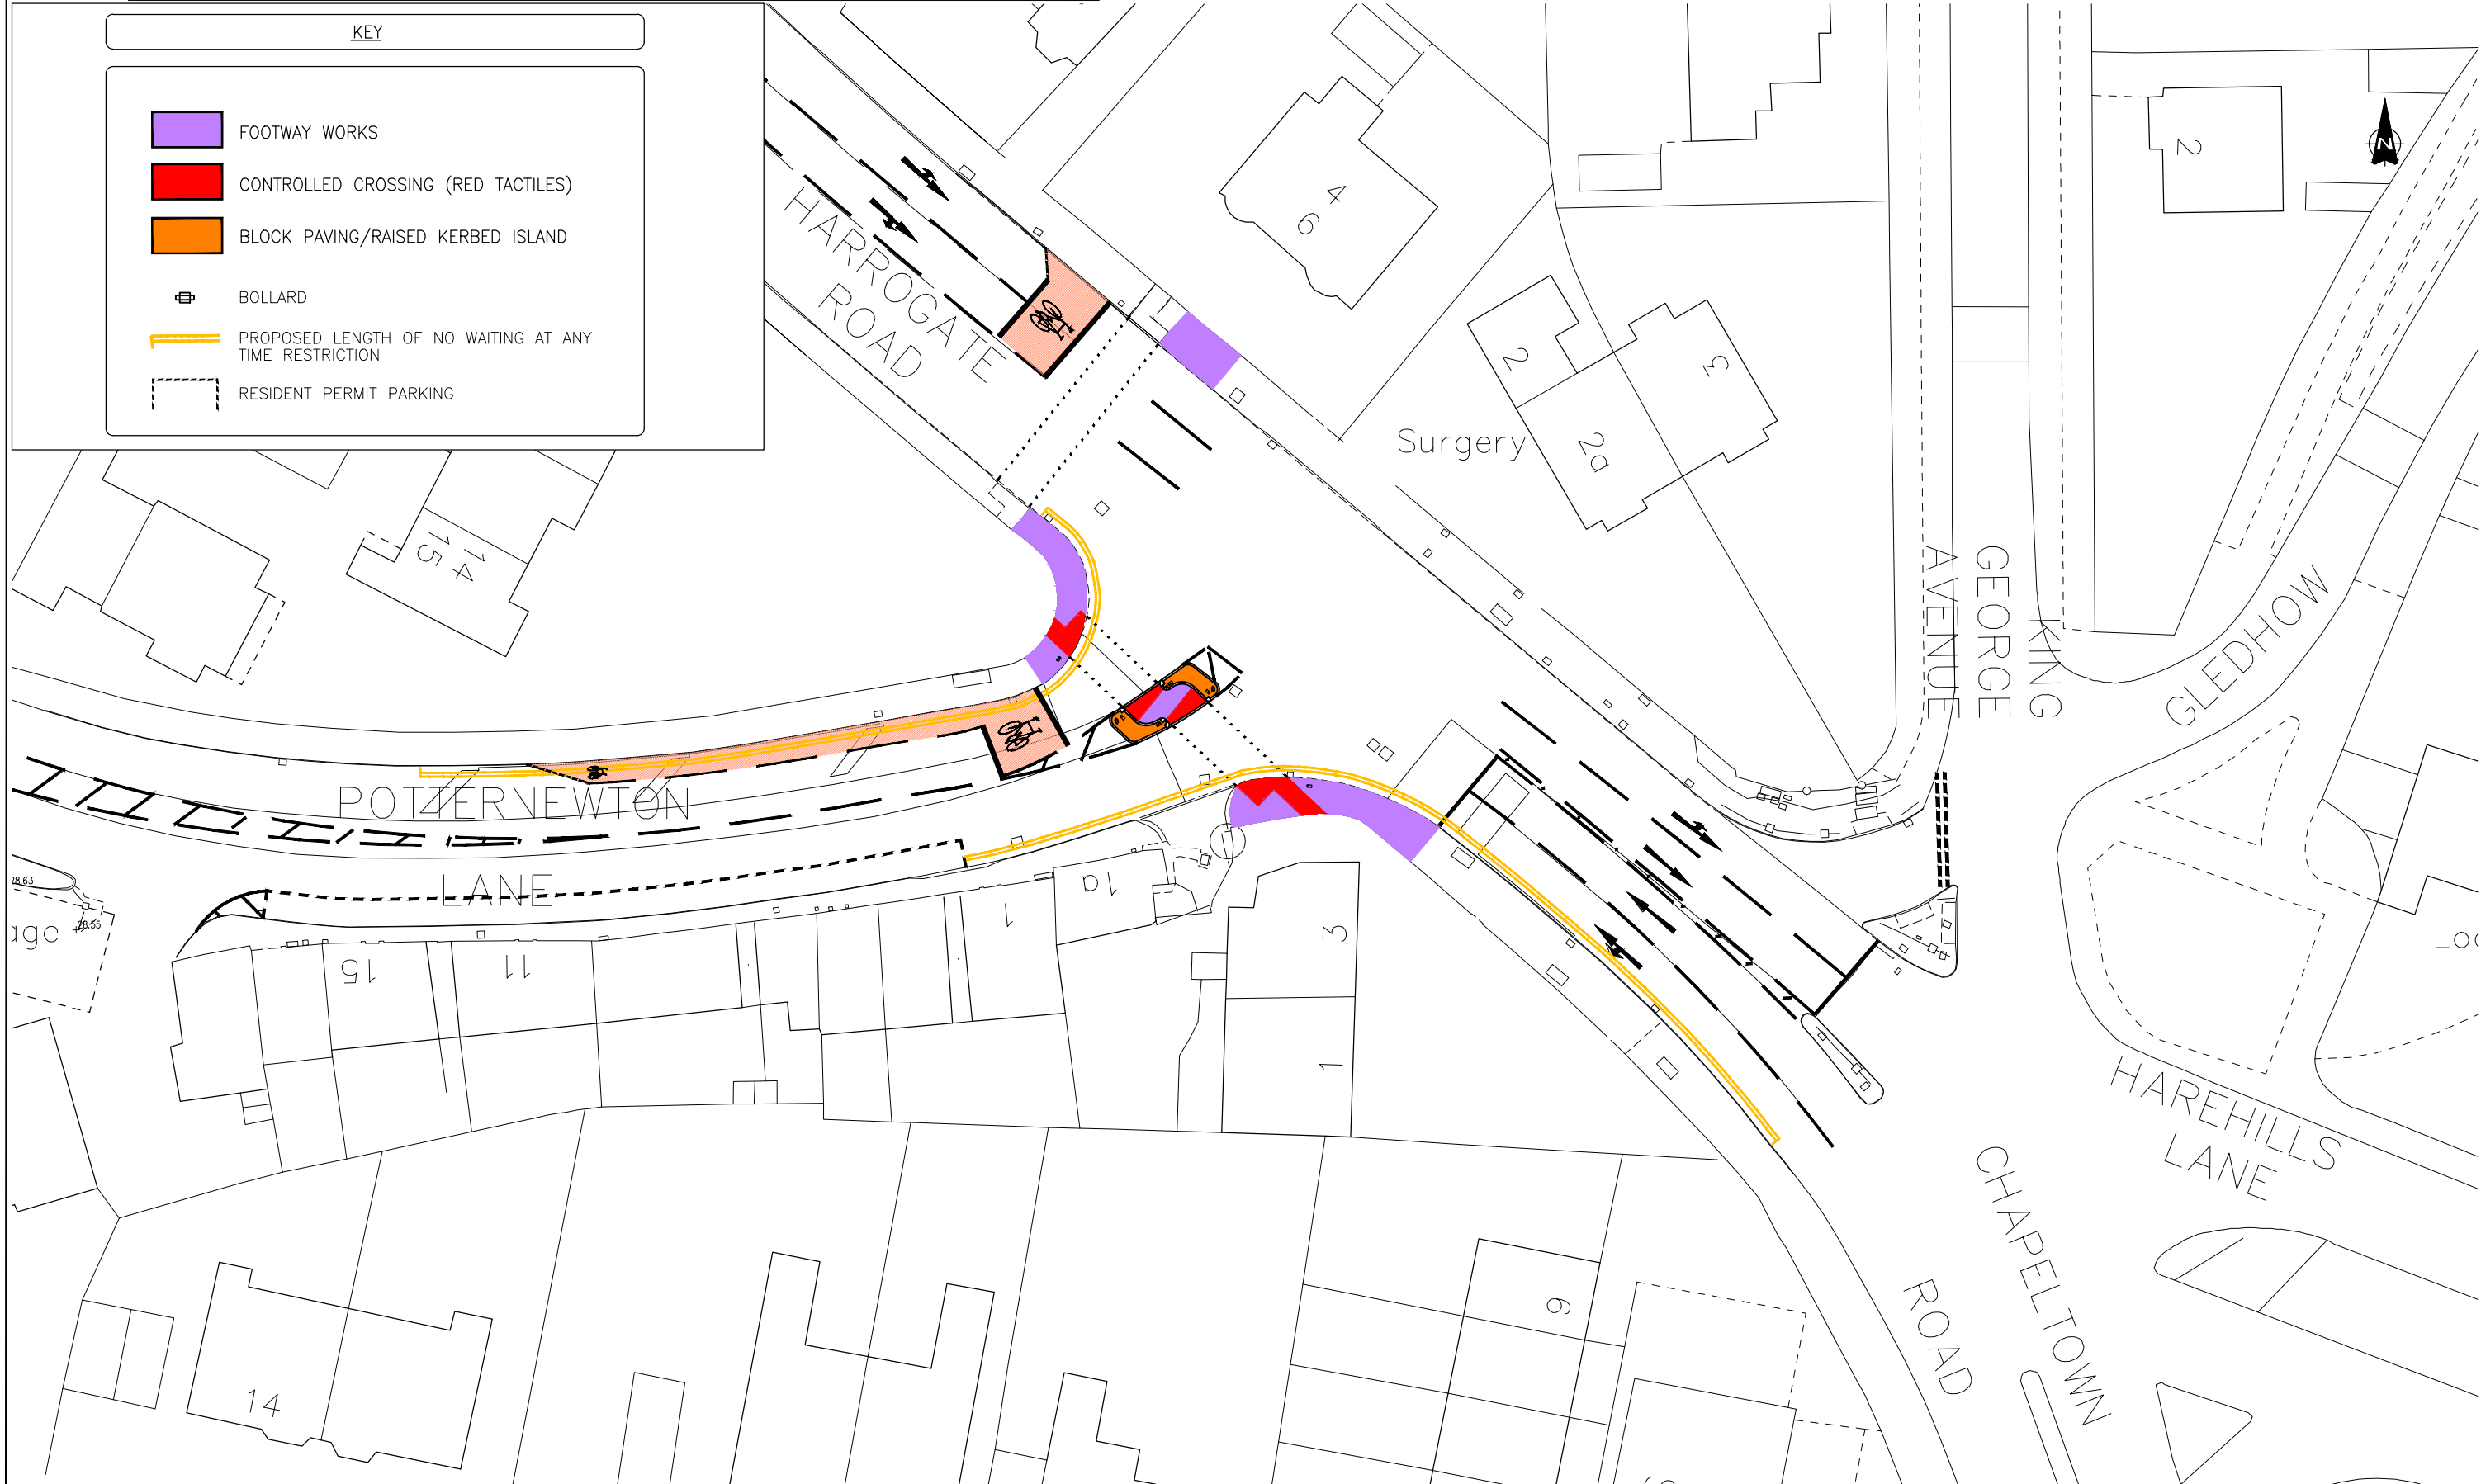 KEY
FOOTWAY WORKS
CONTROLLED CROSSING (RED TACTILES)
BLOCK PAVING/RAISED KERBED ISLAND
BOLLARD
PROPOSED LENGTH OF NO WAITING AT ANY
TIME RESTRICTION
RESIDENT PERMIT PARKING
HARROGATE
ROAD
4
6
2
3
2a
Surgery
2
N
KING
GEORGE
AVENUE
GLEDHOW
14
15
POTTERNEWTON
LANE
28.63
28.55
15
11
1
1a
3
1
HAREHILLS
LANE
CHAPELTOWN
ROAD
14